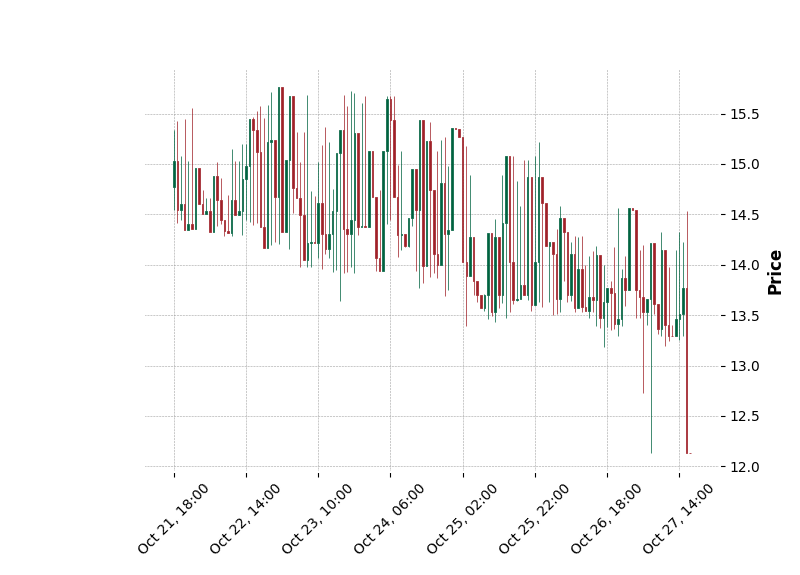 15.5
15.0
14.5
14.0
13.5
13.0
12.5
12.0
Price
Oct 21, 18:00
Oct 22, 14:00
Oct 23, 10:00
Oct 24, 06:00
Oct 25, 02:00
Oct 25, 22:00
Oct 26, 18:00
Oct 27, 14:00